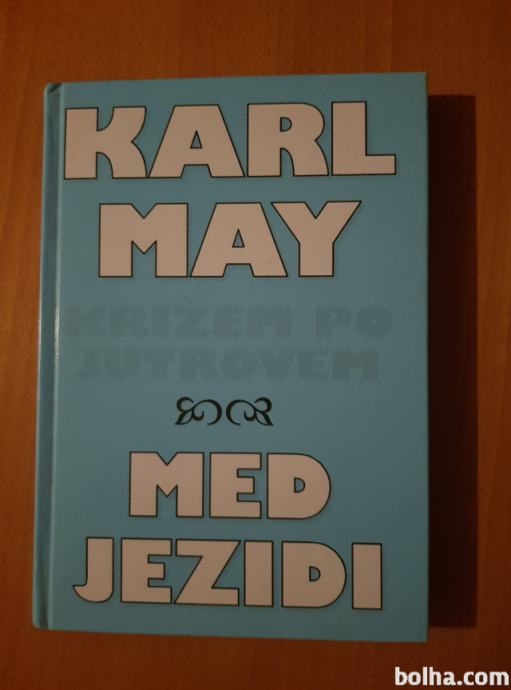 KARL
MAY
KRIŽEM PO
JUTROVEM
MED
JEZIDI
bolha.com